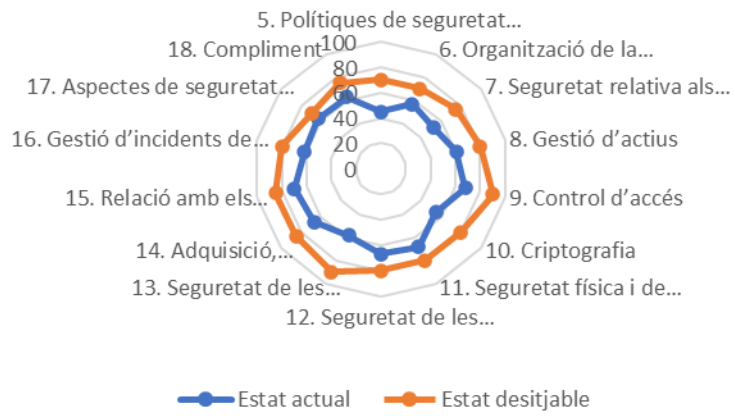 5. Polítiques de seguretat...
6. Organització de la...
7. Seguretat relativa als...
8. Gestió d'actius
9. Control d'accés
10. Criptografia
11. Seguretat física i de...
12. Seguretat de les...
13. Seguretat de les...
14. Adquisició,...
15. Relació amb els...
16. Gestió d'incidents de...
17. Aspectes de seguretat...
18. Compliment
100
80
60
40
20
0
Estat actual
Estat desitjable